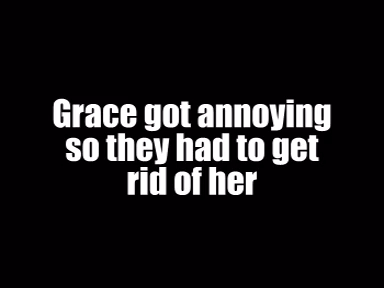 Grace got annoying
so they had to get
rid of her